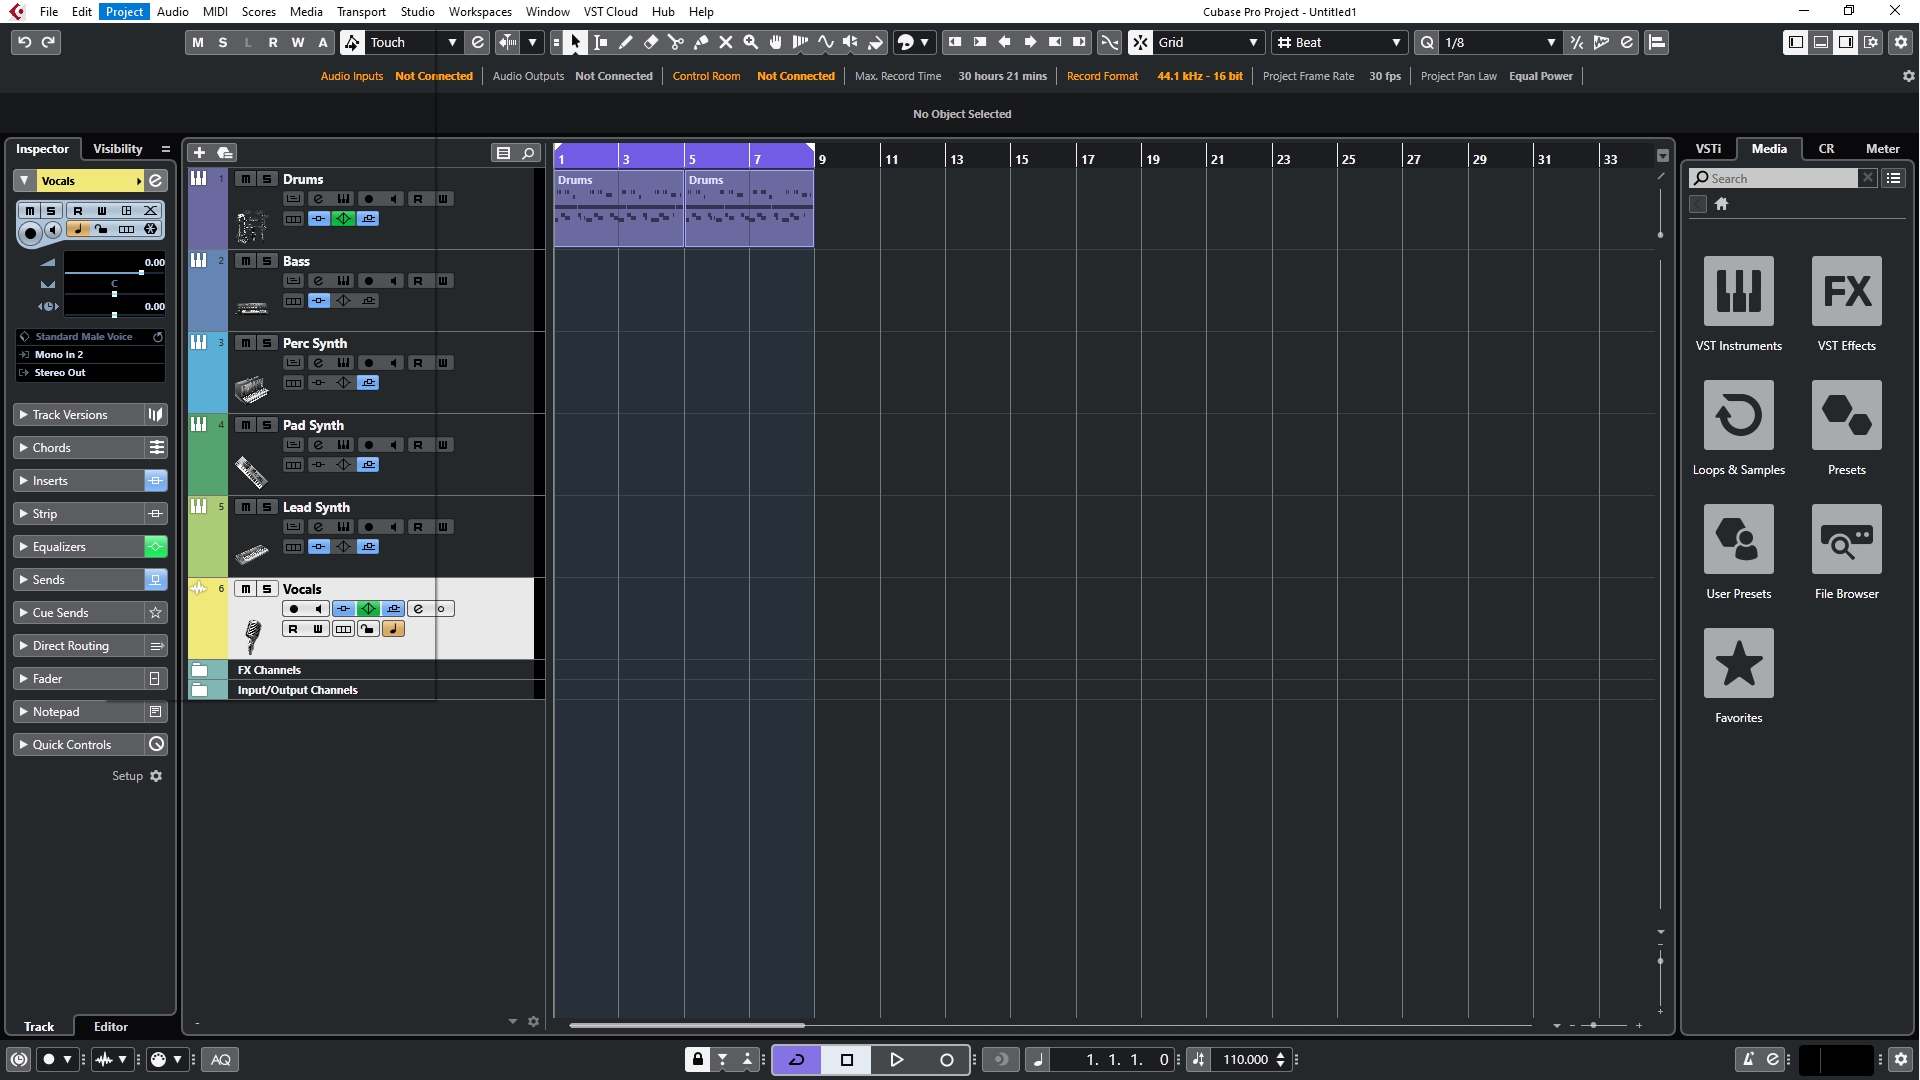 File Edit Project Audio MIDI Scores Media Transport Studio Workspaces Window VST Cloud Hub Help
Cubase Pro Project - Untitled1
M S L R W A Touch Grid Beat Q 1/8
Audio Inputs Not Connected Audio Outputs Not Connected Control Room Not Connected Max. Record Time 30 hours 21 mins Record Format 44.1 kHz - 16 bit Project Frame Rate 30 fps Project Pan Law Equal Power
No Object Selected
Inspector Visibility
Vocals
0.00
C
0.00
Standard Male Voice
Mono In 2
Stereo Out
Track Versions
Chords
Inserts
Strip
Equalizers
Sends
Cue Sends
Direct Routing
Fader
Notepad
Quick Controls
Setup
Track Editor
1 Drums
2 Bass
3 Perc Synth
4 Pad Synth
5 Lead Synth
6 Vocals
FX Channels
Input/Output Channels
1 3 5 7 9 11 13 15 17 19 21 23 25 27 29 31 33
Drums Drums
VSTi Media CR Meter
Search
VST Instruments VST Effects
FX
Loops & Samples Presets
User Presets File Browser
Favorites
AQ
1. 1. 1. 0
110.000